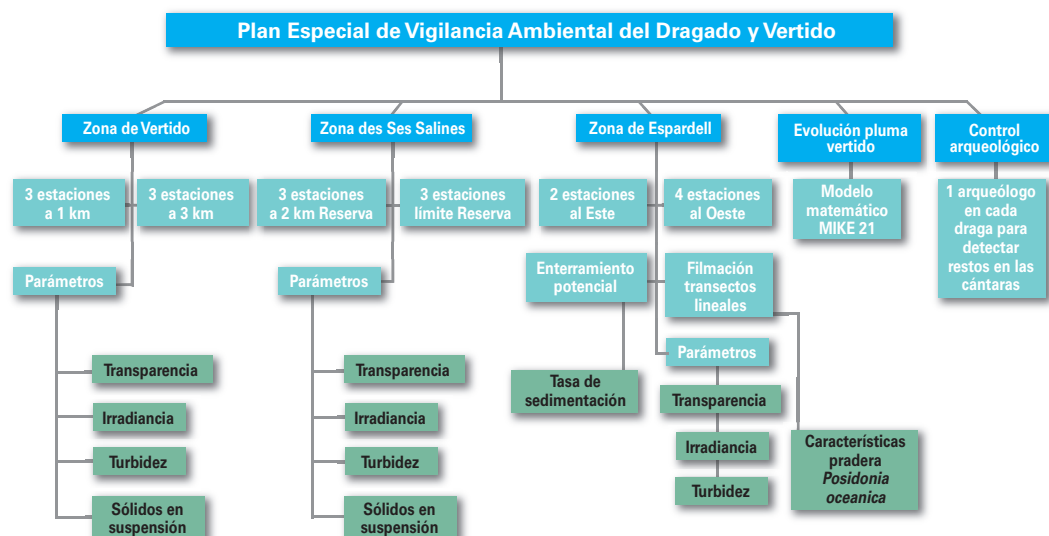 Plan Especial de Vigilancia Ambiental del Dragado y Vertido
Zona de Vertido
Zona des Ses Salines
Zona de Espardell
Evolución pluma
vertido
Control
arqueológico
3 estaciones
a 1 km
3 estaciones
a 3 km
3 estaciones
a 2 km Reserva
3 estaciones
límite Reserva
2 estaciones
al Este
4 estaciones
al Oeste
Modelo
matemático
MIKE 21
1 arqueólogo
en cada
draga para
detectar
restos en las
cántaras
Parámetros
Transparencia
Irradiancia
Turbidez
Sólidos en
suspensión
Parámetros
Transparencia
Irradiancia
Turbidez
Sólidos en
suspensión
Enterramiento
potencial
Filmación
transectos
lineales
Tasa de
sedimentación
Parámetros
Transparencia
Irradiancia
Turbidez
Características
pradera
Posidonia
oceanica